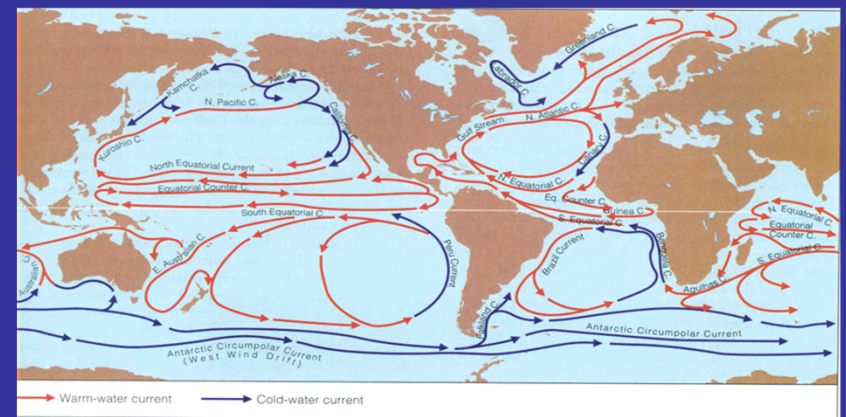 Greenland C.
Labrador C.
Alaska C.
Kamchatka
C.
N. Pacific C.
California C.
N. Atlantic C.
Gulf Stream
Kuroshio C.
Canary C.
North Equatorial Current
N. Equatorial C.
Equatorial Counter C.
Eq. Counter C.
Guinea C.
N. Equatorial C.
South Equatorial C.
S. Equatorial C.
Equatorial
Counter C.
E. Australian C.
Peru Current
Brazil Current
Benguela C.
S. Equatorial C.
Australian C.
Agulhas C.
Falkland C.
Antarctic Circumpolar Current
Antarctic Circumpolar Current
(West Wind Drift)
Warm-water current
Cold-water current